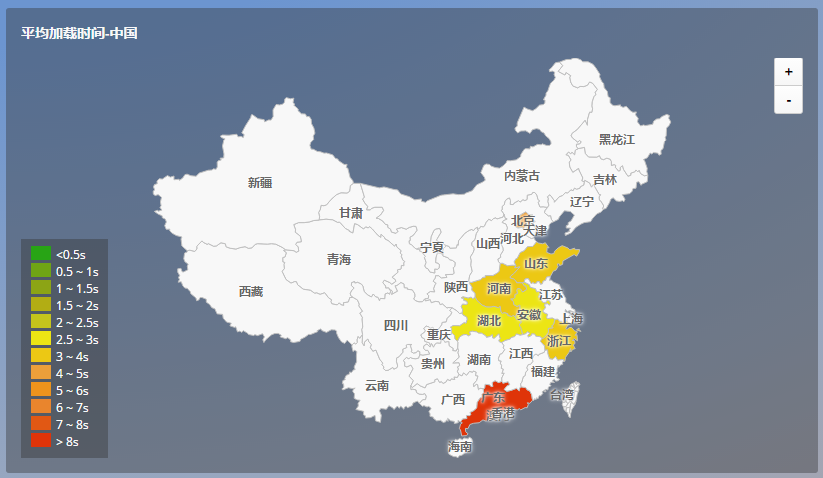 平均加载时间-中国
+
-
黑龙江
内蒙古
吉林
新疆
辽宁
甘肃
北京
天津
河北
山西
宁夏
青海
山东
陕西
河南
江苏
西藏
安徽
上海
湖北
四川
重庆
浙江
江西
湖南
贵州
福建
云南
广西
广东
台湾
香港
海南
<0.5s
0.5 ~ 1s
1 ~ 1.5s
1.5 ~ 2s
2 ~ 2.5s
2.5 ~ 3s
3 ~ 4s
4 ~ 5s
5 ~ 6s
6 ~ 7s
7 ~ 8s
> 8s